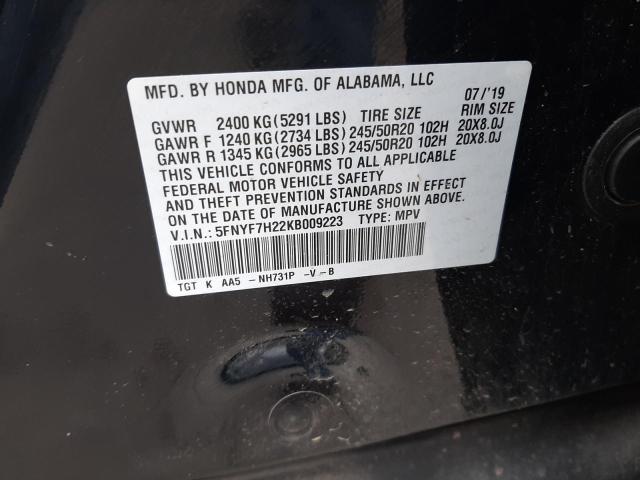 MFD. BY HONDA MFG. OF ALABAMA, LLC 07/'19
GVWR 2400 KG(5291 LBS) TIRE SIZE RIM SIZE
GAWR F 1240 KG(2734 LBS)245/50R20 102H 20X8.0J
GAWR R 1345 KG(2965 LBS)245/50R20 102H 20X8.0J
THIS VEHICLE CONFORMS TO ALL APPLICABLE
FEDERAL MOTOR VEHICLE SAFETY
AND THEFT PREVENTION STANDARDS IN EFFECT
ON THE DATE OF MANUFACTURE SHOWN ABOVE.
V.I.N.: 5FNYF7H22KB009223 TYPE: MPV
TGT K AA5 -NH731P -V -B